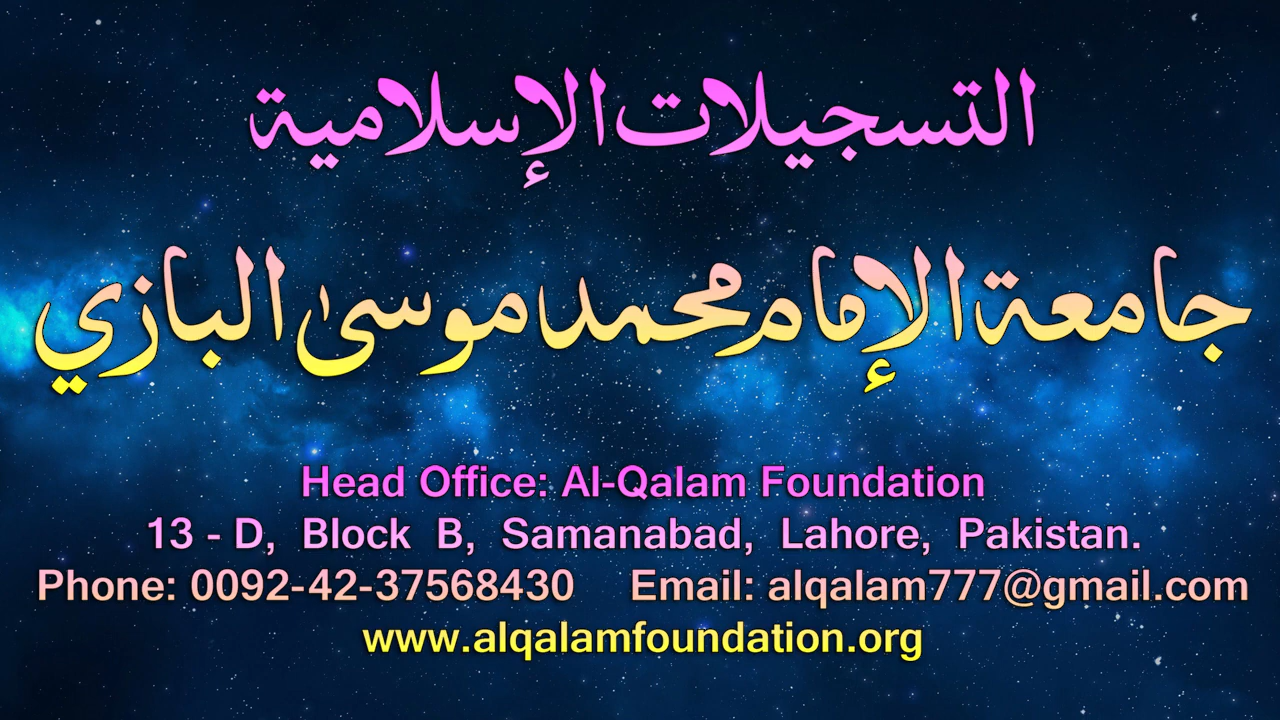 التسجيلات الإسلامية
جامعة الإمام محمد موسىٰ البازي
Head Office: Al-Qalam Foundation
13 - D, Block B, Samanabad, Lahore, Pakistan.
Phone: 0092-42-37568430 Email: alqalam777@gmail.com
www.alqalamfoundation.org